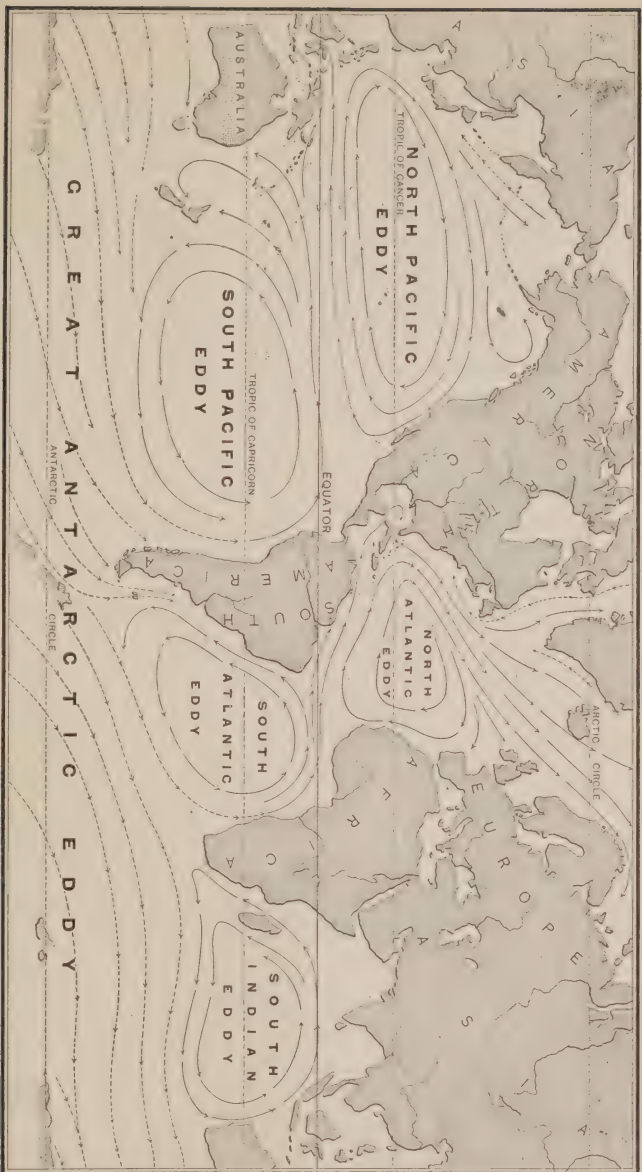 ASIA
NORTH AMERICA
ARCTIC CIRCLE
EUROPE
ASIA
TROPIC OF CANCER
NORTH PACIFIC
EDDY
NORTH
ATLANTIC
EDDY
AFRICA
EQUATOR
AUSTRALIA
SOUTH
AMERICA
TROPIC OF CAPRICORN
SOUTH PACIFIC
EDDY
SOUTH
ATLANTIC
EDDY
SOUTH
INDIAN
EDDY
GREAT ANTARCTIC EDDY
ANTARCTIC CIRCLE